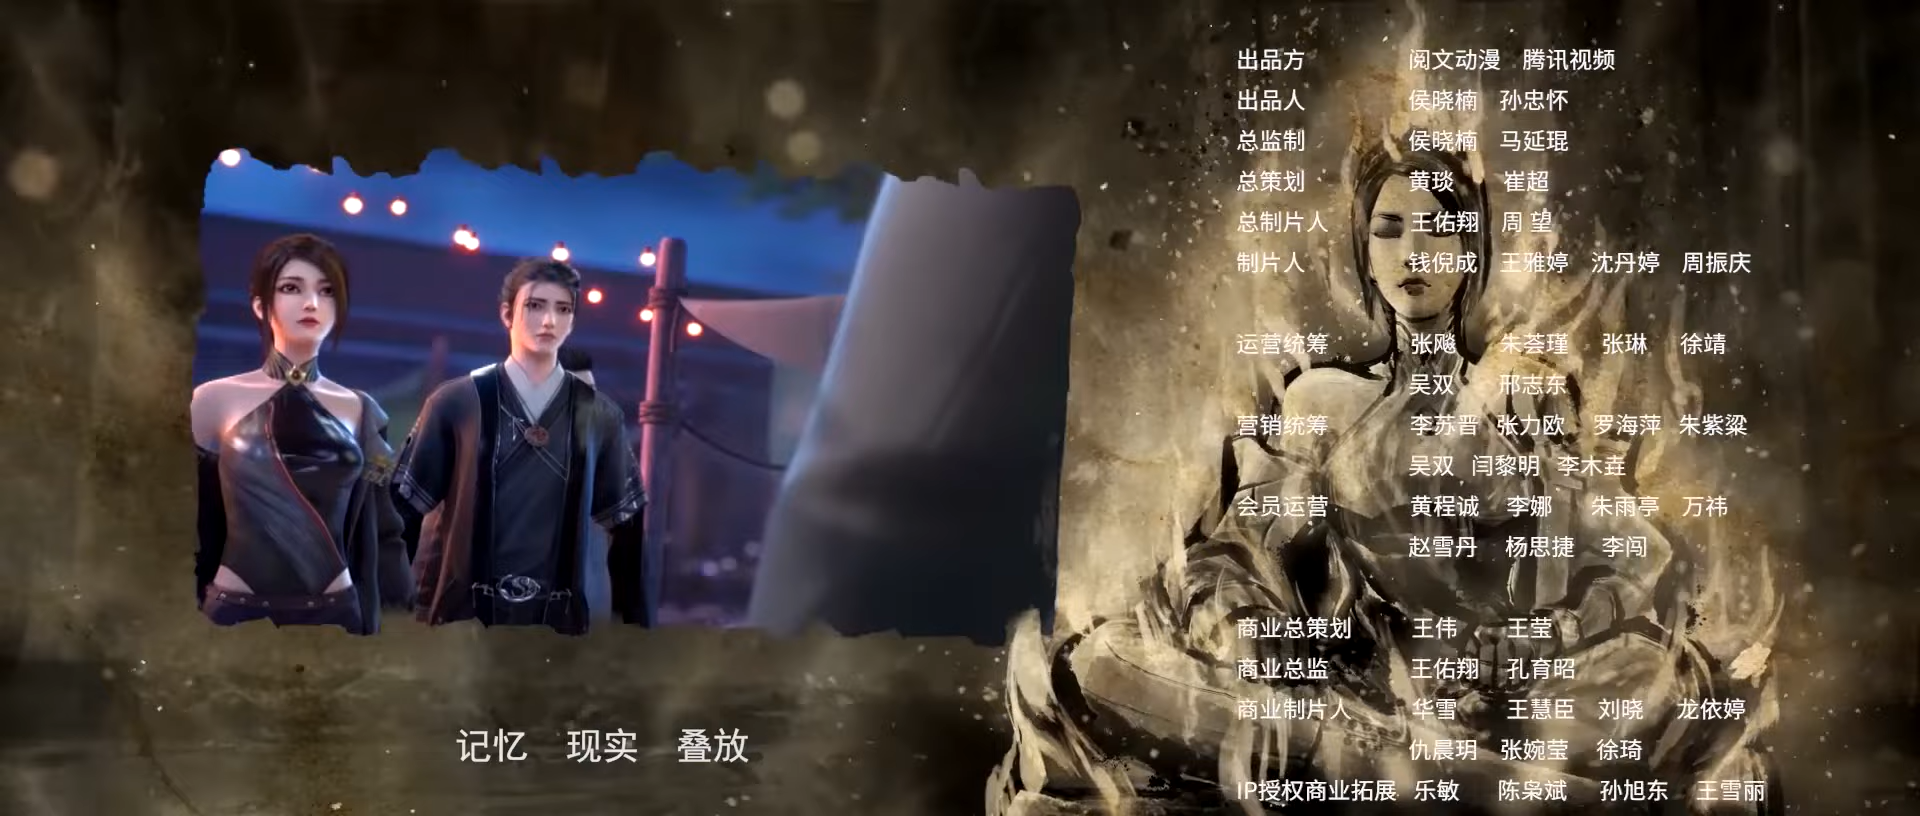 出品方 阅文动漫 腾讯视频
出品人 侯晓楠 孙忠怀
总监制 侯晓楠 马延琨
总策划 黄琰 崔超
总制片人 王佑翔 周 望
制片人 钱倪成 王雅婷 沈丹婷 周振庆
运营统筹 张飚 朱荟瑾 张琳 徐靖
吴双 邢志东
营销统筹 李苏晋 张力欧 罗海萍 朱紫粱
吴双 闫黎明 李木垚
会员运营 黄程诚 李娜 朱雨亭 万祎
赵雪丹 杨思捷 李闯
商业总策划 王伟 王莹
商业总监 王佑翔 孔育昭
商业制片人 华雪 王慧臣 刘晓 龙依婷
仇晨玥 张婉莹 徐琦
IP授权商业拓展 乐敏 陈枭斌 孙旭东 王雪丽
记忆 现实 叠放